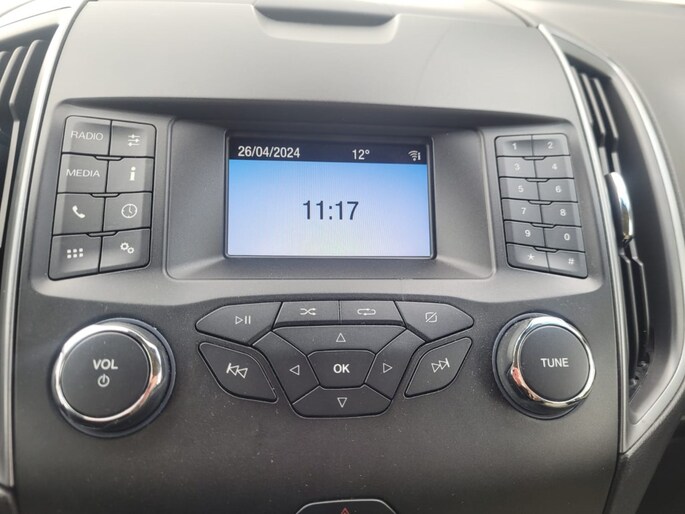 RADIO
MEDIA
i
26/04/2024 12°
11:17
1 2
3 4
5 6
7 8
9 0
* #
VOL
OK
TUNE